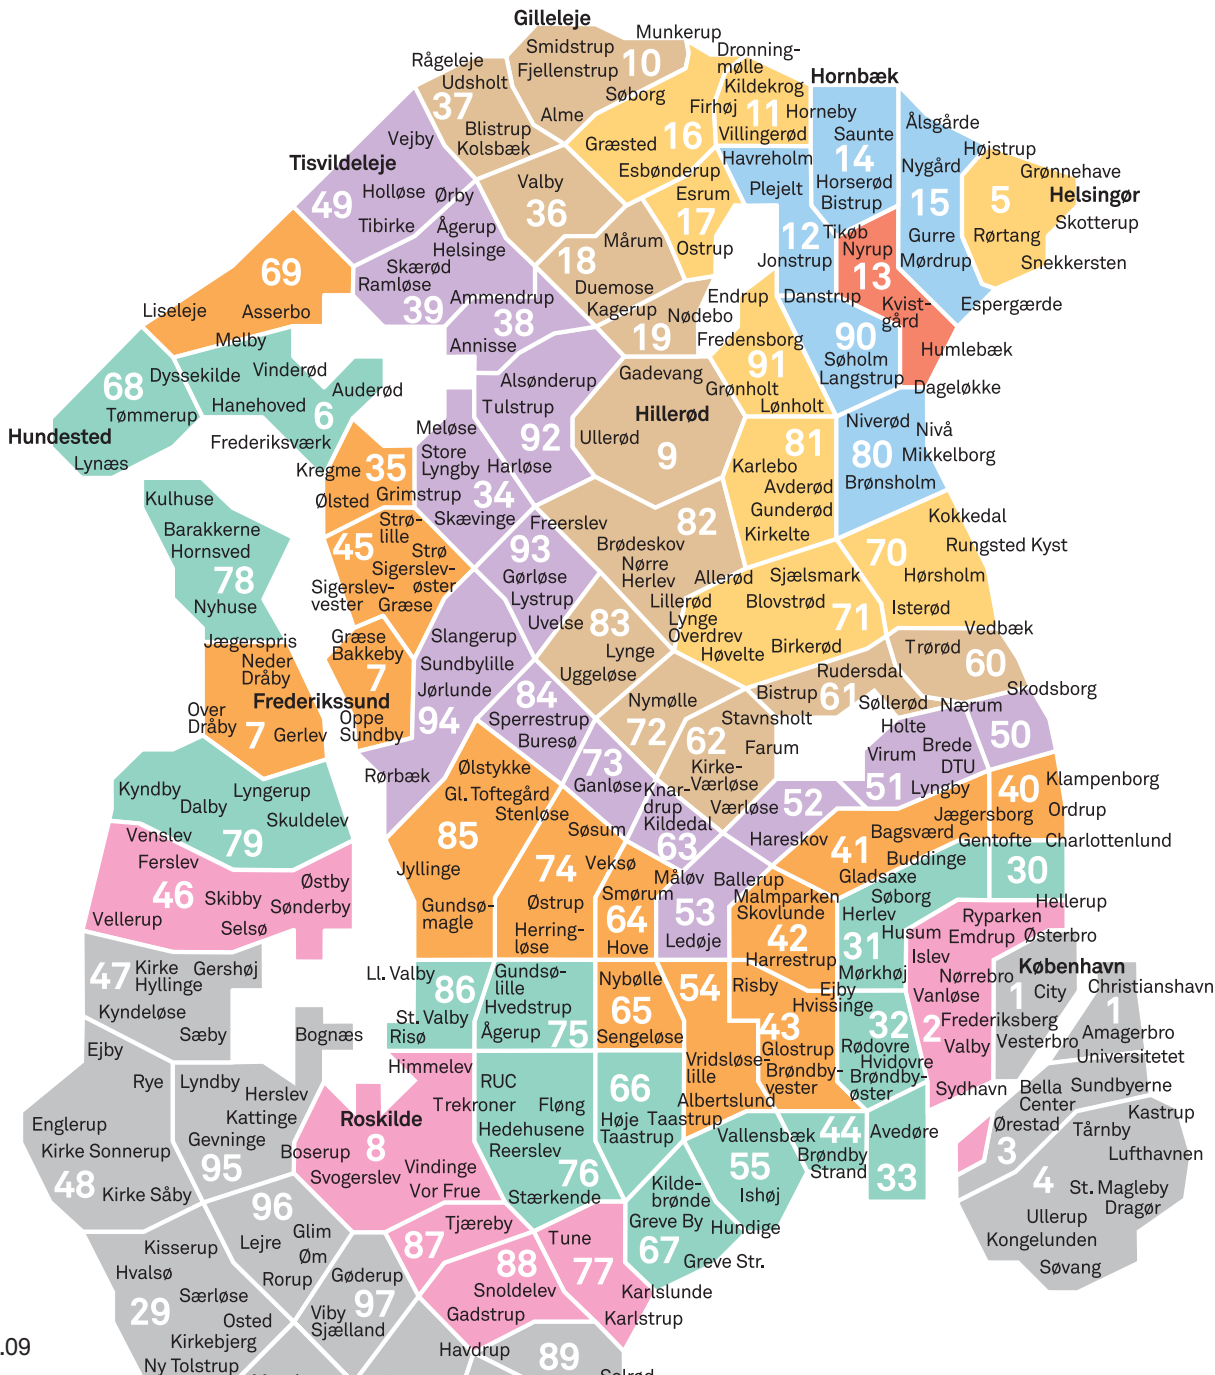 Gilleleje
Munkerup
Smidstrup
Dronning-
mølle
Rågeleje
Fjellenstrup
10
Hornbæk
Udsholt
Kildekrog
Søborg
37
Firhøj
11
Horneby
Alme
Ålsgårde
Blistrup
Villingerød
Saunte
Vejby
Kolsbæk
Græsted
16
Højstrup
Tisvildeleje
Havreholm
14
Nygård
Grønnehave
Esbønderup
Valby
Horserød
Plejelt
Helsingør
Holløse
Ørby
Esrum
Bistrup
15
5
49
36
17
Skotterup
Tibirke
Ågerup
Mårum
12
Tikøb
Gurre
Rørtang
Helsinge
Ostrup
Nyrup
Skærød
18
Jonstrup
Mørdrup
Snekkersten
69
Ramløse
Duemose
13
Ammendrup
Endrup
Danstrup
Espergærde
Liseleje
Asserbo
39
Kagerup
Nødebo
Kvist-
gård
38
Melby
19
Fredensborg
90
Annisse
Humlebæk
Søholm
Dyssekilde
Vinderød
Gadevang
91
Langstrup
68
Alsønderup
Grønholt
Dageløkke
Auderød
Tømmerup
Hanehoved
6
Tulstrup
Hillerød
Lønholt
Niverød
Hundested
Meløse
92
Ullerød
81
Nivå
Frederiksværk
9
80
Mikkelborg
Lynæs
Store
Lyngby
Harløse
Karlebo
Kregme
35
Avderød
Brønsholm
Kulhuse
Ølsted
Grimstrup
34
Gunderød
Kokkedal
Skævinge
Freerslev
82
Kirkelte
Barakkerne
Strø-
lille
Hornsved
45
93
Brødeskov
70
Rungsted Kyst
Strø
Nørre
Herlev
78
Sigerslev-
øster
Gørløse
Allerød
Sjælsmark
Hørsholm
Sigerslev-
vester
Lystrup
Blovstrød
Nyhuse
Græse
Lillerød
Isterød
Uvelse
83
Lynge
71
Jægerspris
Græse
Bakkeby
Slangerup
Overdrev
Birkerød
Vedbæk
Neder
Dråby
Lynge
Høvelte
Trørød
Sundbylille
60
7
Uggeløse
Rudersdal
Frederikssund
Jørlunde
84
Bistrup
61
Skodsborg
Over
Dråby
Nymølle
Søllerød
Nærum
Oppe
Sundby
94
Sperrestrup
Stavnsholt
Holte
7
Gerlev
Buresø
72
62
Farum
Brede
50
Virum
DTU
Rørbæk
Ølstykke
73
Kirke-
Værløse
Klampenborg
Kyndby
Lyngerup
Ganløse
Knar-
drup
51
Lyngby
40
Gl. Toftegård
Dalby
Værløse
52
Ordrup
Stenløse
Jægersborg
Skuldelev
Søsum
Kildedal
Bagsværd
Venslev
79
85
Hareskov
Gentofte
Charlottenlund
63
41
Buddinge
Ferslev
Veksø
Jyllinge
74
Måløv
Ballerup
Gladsaxe
30
Østby
46
Skibby
Smørum
Malmparken
Søborg
Hellerup
Sønderby
Gundsø-
magle
Østrup
53
Skovlunde
Herlev
Ryparken
Vellerup
64
Selsø
Herring-
løse
42
Husum
Emdrup
Østerbro
Hove
Ledøje
31
Harrestrup
Islev
Kirke
Hyllinge
Gershøj
Ll. Valby
Gundsø-
lille
København
47
Mørkhøj
Nørrebro
Nybølle
54
Risby
Ejby
Christianshavn
86
Vanløse
1
City
Kyndeløse
Hvedstrup
Hvissinge
65
1
St. Valby
43
32
2
Frederiksberg
Sæby
Bognæs
Risø
Ågerup
75
Sengeløse
Amagerbro
Vesterbro
Glostrup
Rødovre
Valby
Ejby
Vridsløse-
lille
Universitetet
Himmelev
Hvidovre
Rye
Lyndby
RUC
66
Brøndby-
vester
Brøndby-
øster
Sydhavn
Bella
Center
Sundbyerne
Herslev
Trekroner
Fløng
Albertslund
Kattinge
Høje
Taastrup
Taastrup
Kastrup
Englerup
Roskilde
Hedehusene
Vallensbæk
44
Avedøre
Ørestad
Tårnby
Gevninge
8
Kirke Sonnerup
Boserup
Reerslev
3
Lufthavnen
Brøndby
Strand
95
Vindinge
76
55
Svogerslev
33
4
48
Kirke Såby
Vor Frue
Kilde-
brønde
Ishøj
St. Magleby
Stærkende
96
Dragør
Greve By
Ullerup
Glim
Tjæreby
Hundige
Kisserup
Lejre
Tune
Kongelunden
Øm
87
67
Hvalsø
Greve Str.
Søvang
Rorup
Gøderup
88
77
Særløse
Snoldelev
Karlslunde
29
97
Viby
Sjælland
Osted
Gadstrup
Karlstrup
Kirkebjerg
.09
Havdrup
89
Ny Tolstrup